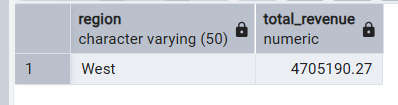 region total_revenue
character varying (50) numeric
1 West 4705190.27